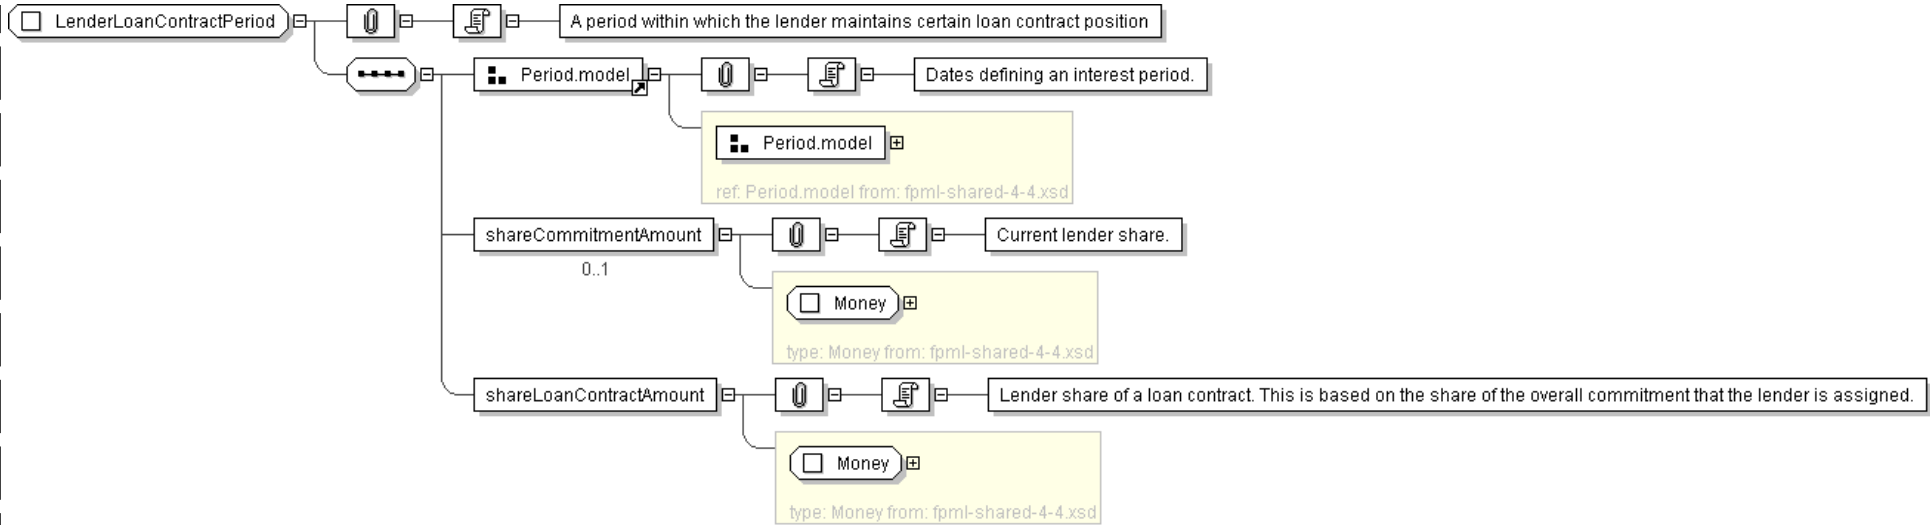 LenderLoanContractPeriod
A period within which the lender maintains certain loan contract position
Period.model
Dates defining an interest period.
Period.model
ref: Period.model from: fpml-shared-4-4.xsd
shareCommitmentAmount
Current lender share.
0..1
Money
type: Money from: fpml-shared-4-4.xsd
shareLoanContractAmount
Lender share of a loan contract. This is based on the share of the overall commitment that the lender is assigned.
Money
type: Money from: fpml-shared-4-4.xsd